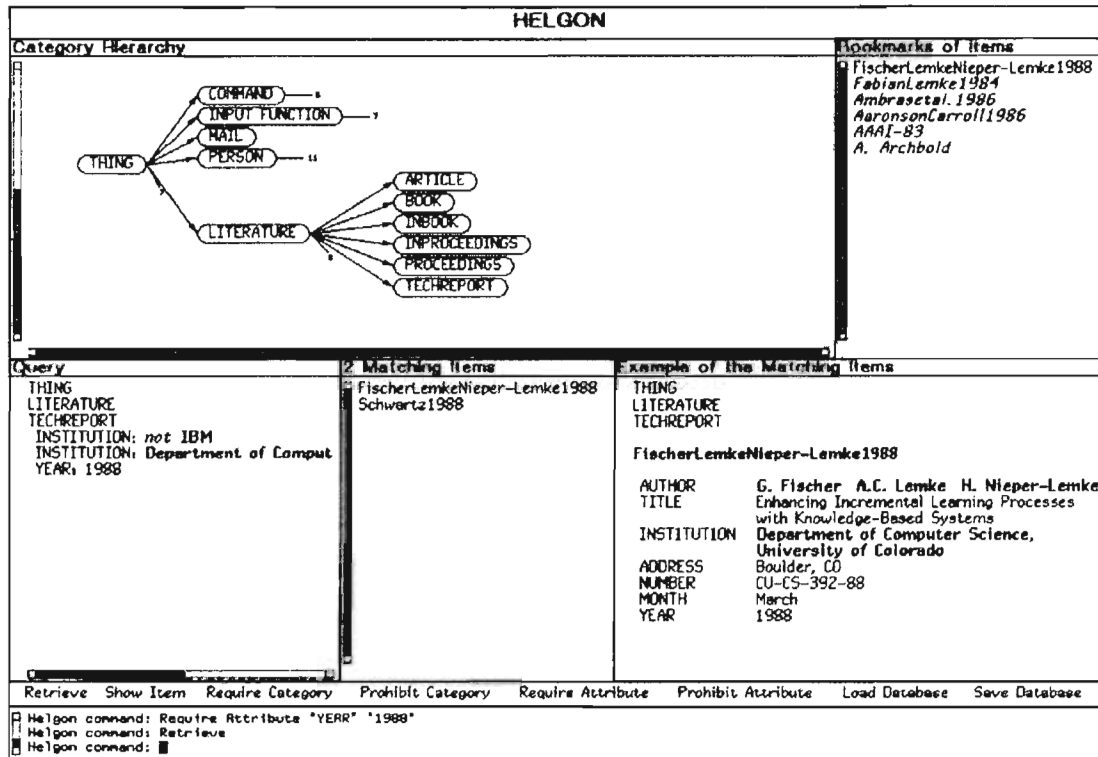 HELGON
Category Hierarchy
THING
COMMAND
INPUT FUNCTION
MAIL
PERSON
11
LITERATURE
ARTICLE
BOOK
INBOOK
INPROCEEDINGS
PROCEEDINGS
TECHREPORT
Bookmarks of Items
FischerLemkeNieper-Lemke1988
FabianLemke1984
Ambrasetal.1986
AaronsonCarroll1986
AAAI-83
A. Archbold
Query
THING
LITERATURE
TECHREPORT
INSTITUTION: not IBM
INSTITUTION: Department of Comput
YEAR: 1988
2 Matching Items
FischerLemkeNieper-Lemke1988
Schwartz1988
Example of the Matching Items
THING
LITERATURE
TECHREPORT
FischerLemkeNieper-Lemke1988
AUTHOR G. Fischer A.C. Lemke H. Nieper-Lemke
TITLE Enhancing Incremental Learning Processes
with Knowledge-Based Systems
INSTITUTION Department of Computer Science,
University of Colorado
ADDRESS Boulder, CO
NUMBER CU-CS-392-88
MONTH March
YEAR 1988
Retrieve Show Item Require Category Prohibit Category Require Attribute Prohibit Attribute Load Database Save Database
Helgon command: Require Attribute "YEAR" "1988"
Helgon command: Retrieve
Helgon command: